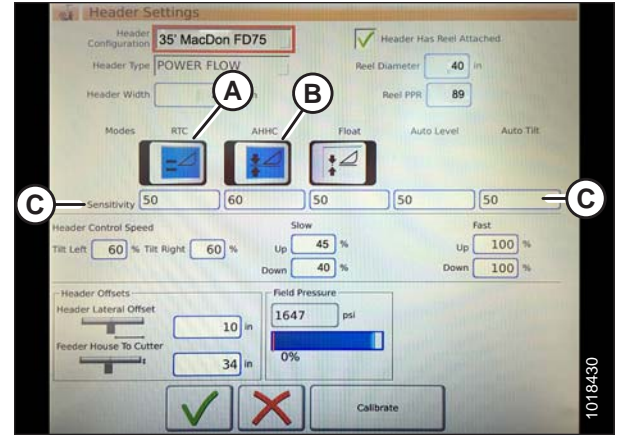 Header Settings
Header Configuration
35' MacDon FD75
Header Has Reel Attached
Header Type
POWER FLOW
Reel Diameter 40 in
Header Width
Reel PPR 89
A
B
Modes RTC AHHC Float Auto Level Auto Tilt
C
Sensitivity 50 60 50 50 50
C
Header Control Speed
Slow
Fast
Tilt Left 60 % Tilt Right 60 %
Up 45 %
Up 100 %
Down 40 %
Down 100 %
Header Offsets
Field Pressure
Header Lateral Offset
10 in
1647 psi
Feeder House To Cutter
34 in
0%
Calibrate
1018430